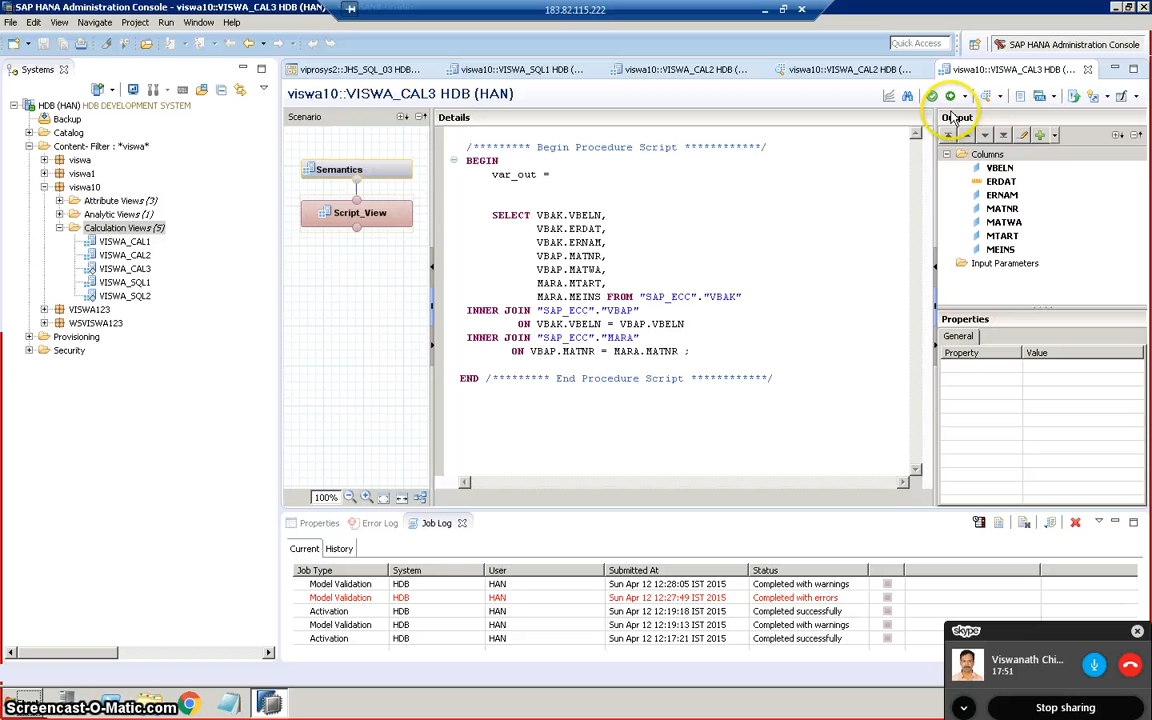 SAP HANA Administration Console - viswa10::VISWA_CAL3 HDB (HAN)
183.82.115.222
File Edit View Navigate Project Run Window Help
Quick Access
SAP HANA Administration Console
Systems
viprosys2::JHS_SQL_03 HDB...
viswa10::VISWA_SQL1 HDB (...
viswa10::VISWA_CAL2 HDB (...
viswa10::VISWA_CAL2 HDB (...
viswa10::VISWA_CAL3 HDB (...
viswa10::VISWA_CAL3 HDB (HAN)
HDB (HAN) HDB DEVELOPMENT SYSTEM
Backup
Catalog
Content- Filter : *viswa*
viswa
viswa1
viswa10
Attribute Views (3)
Analytic Views (1)
Calculation Views (5)
VISWA_CAL1
VISWA_CAL2
VISWA_CAL3
VISWA_SQL1
VISWA_SQL2
VISWA123
WSVISWA123
Provisioning
Security
Scenario
Semantics
Script_View
100%
Details
/********* Begin Procedure Script ************/
BEGIN
var_out =
SELECT VBAK.VBELN,
VBAK.ERDAT,
VBAK.ERNAM,
VBAP.MATNR,
VBAP.MATWA,
MARA.MTART,
MARA.MEINS FROM "SAP_ECC"."VBAK"
INNER JOIN "SAP_ECC"."VBAP"
ON VBAK.VBELN = VBAP.VBELN
INNER JOIN "SAP_ECC"."MARA"
ON VBAP.MATNR = MARA.MATNR ;
END /********* End Procedure Script ************/
Output
Columns
VBELN
ERDAT
ERNAM
MATNR
MATWA
MTART
MEINS
Input Parameters
Properties
General
Property Value
Properties Error Log Job Log
Current History
Job Type System User Submitted At Status
Model Validation HDB HAN Sun Apr 12 12:28:05 IST 2015 Completed with warnings
Model Validation HDB HAN Sun Apr 12 12:27:49 IST 2015 Completed with errors
Activation HDB HAN Sun Apr 12 12:19:18 IST 2015 Completed successfully
Model Validation HDB HAN Sun Apr 12 12:19:13 IST 2015 Completed with warnings
Activation HDB HAN Sun Apr 12 12:17:21 IST 2015 Completed successfully
skype
Viswanath Chi...
17:51
Stop sharing
Screencast-O-Matic.com